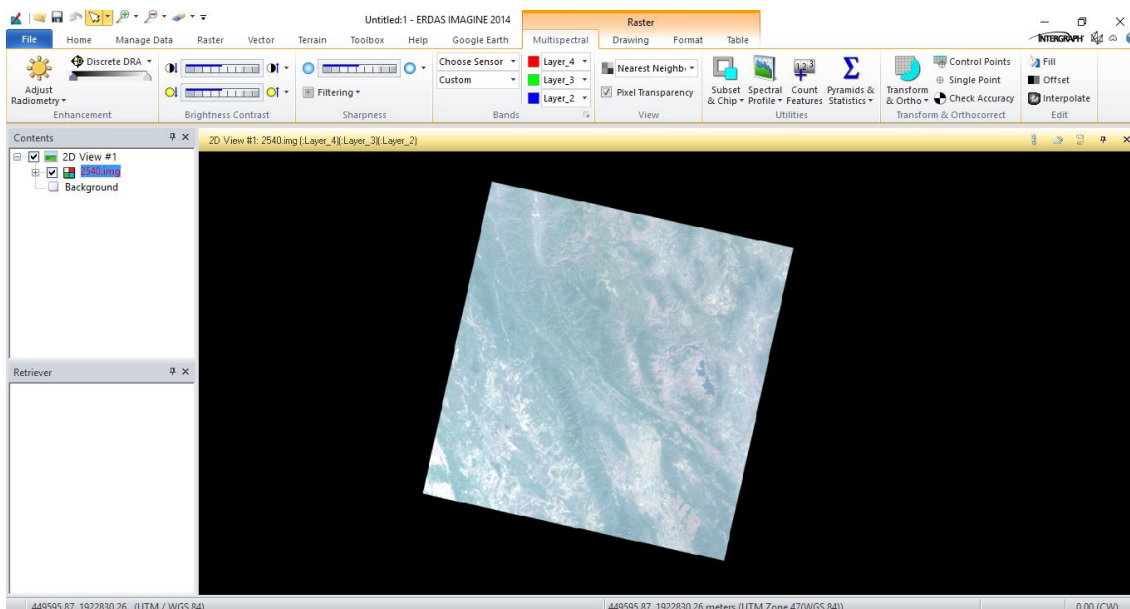 Untitled:1 - ERDAS IMAGINE 2014
Raster
File Home Manage Data Raster Vector Terrain Toolbox Help Google Earth Multispectral Drawing Format Table
INTERGRAPH
Adjust
Radiometry
Discrete DRA
Enhancement
Brightness Contrast
Filtering
Sharpness
Choose Sensor
Custom
Layer_4
Layer_3
Layer_2
Bands
Nearest Neighb
Pixel Transparency
View
Subset
& Chip
Spectral
Profile
Count
Features
Pyramids &
Statistics
Utilities
Transform
& Ortho
Control Points
Single Point
Check Accuracy
Transform & Orthocorrect
Fill
Offset
Interpolate
Edit
Contents
2D View #1
2540.img
Background
Retriever
2D View #1: 2540.img (:Layer_4)(:Layer_3)(:Layer_2)
449595.87, 1922830.26 (UTM / WGS 84)
449595.87, 1922830.26 meters (UTM Zone 47(WGS 84))
0.00 (CW)